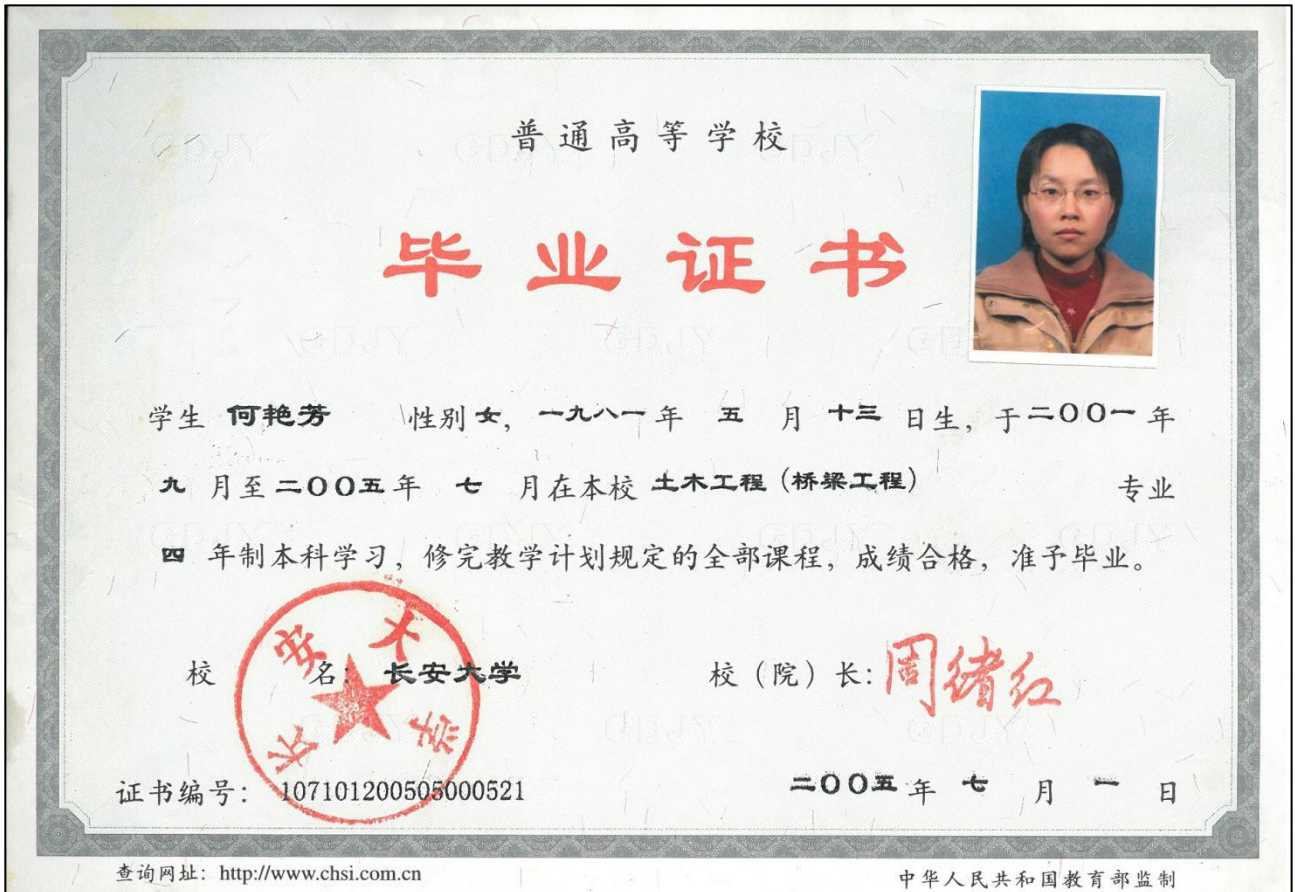 普通高等学校
毕业证书
学生 何艳芳 性别 女, 一九八一 年 五 月 十三 日生, 于 二〇〇一 年
九 月至 二〇〇五 年 七 月在本校 土木工程 (桥梁工程) 专业
四 年制本科学习, 修完教学计划规定的全部课程, 成绩合格, 准予毕业。
校 名: 长安大学 校（院）长: 周绪红
长安大学
证书编号: 107101200505000521 二〇〇五 年 七 月 一 日
查询网址: http://www.chsi.com.cn 中华人民共和国教育部监制